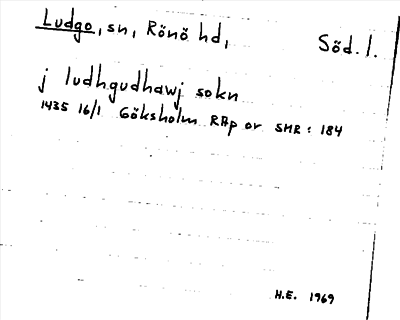 Ludgo, sn, Rönö hd, Söd. l.
j ludhgudhawj sokn
1435 16/1 Göksholm RAp or SMR: 184
H.E. 1969